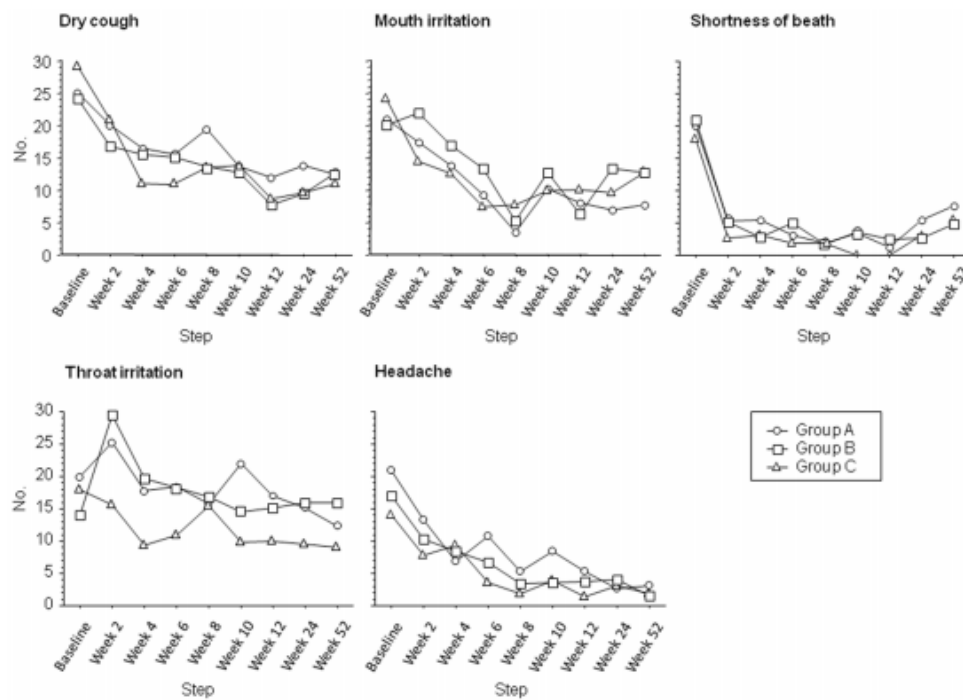 Dry cough
30
25
20
15
10
5
0
No.
Baseline
Week 2
Week 4
Week 6
Week 8
Week 10
Week 12
Week 24
Week 52
Step
Mouth irritation
Baseline
Week 2
Week 4
Week 6
Week 8
Week 10
Week 12
Week 24
Week 52
Step
Shortness of beath
Baseline
Week 2
Week 4
Week 6
Week 8
Week 10
Week 12
Week 24
Week 52
Step
Throat irritation
30
25
20
15
10
5
0
No.
Baseline
Week 2
Week 4
Week 6
Week 8
Week 10
Week 12
Week 24
Week 52
Step
Headache
Baseline
Week 2
Week 4
Week 6
Week 8
Week 10
Week 12
Week 24
Week 52
Step
Group A
Group B
Group C